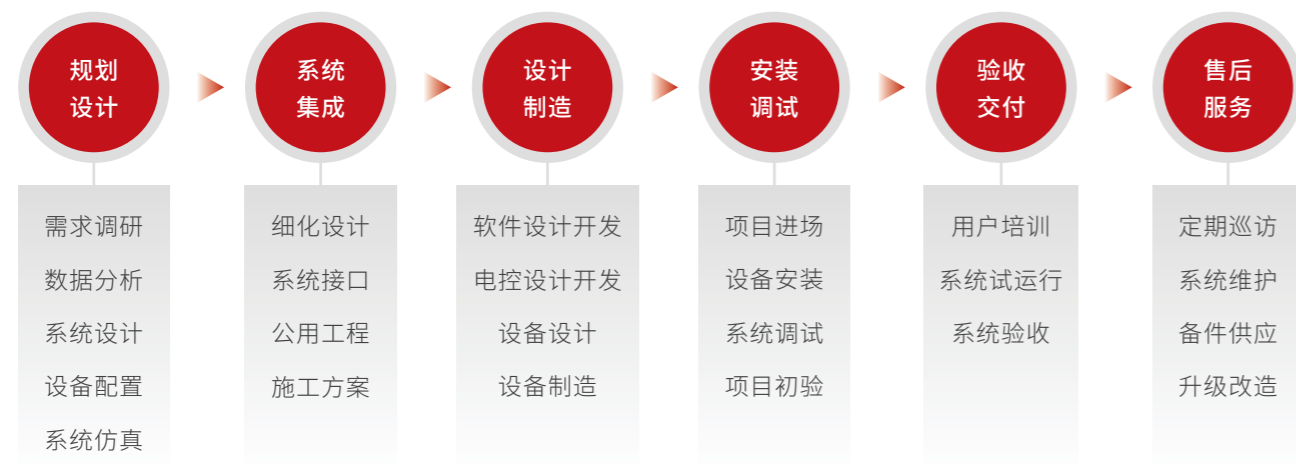 规划
设计
需求调研
数据分析
系统设计
设备配置
系统仿真
系统
集成
细化设计
系统接口
公用工程
施工方案
设计
制造
软件设计开发
电控设计开发
设备设计
设备制造
安装
调试
项目进场
设备安装
系统调试
项目初验
验收
交付
用户培训
系统试运行
系统验收
售后
服务
定期巡访
系统维护
备件供应
升级改造